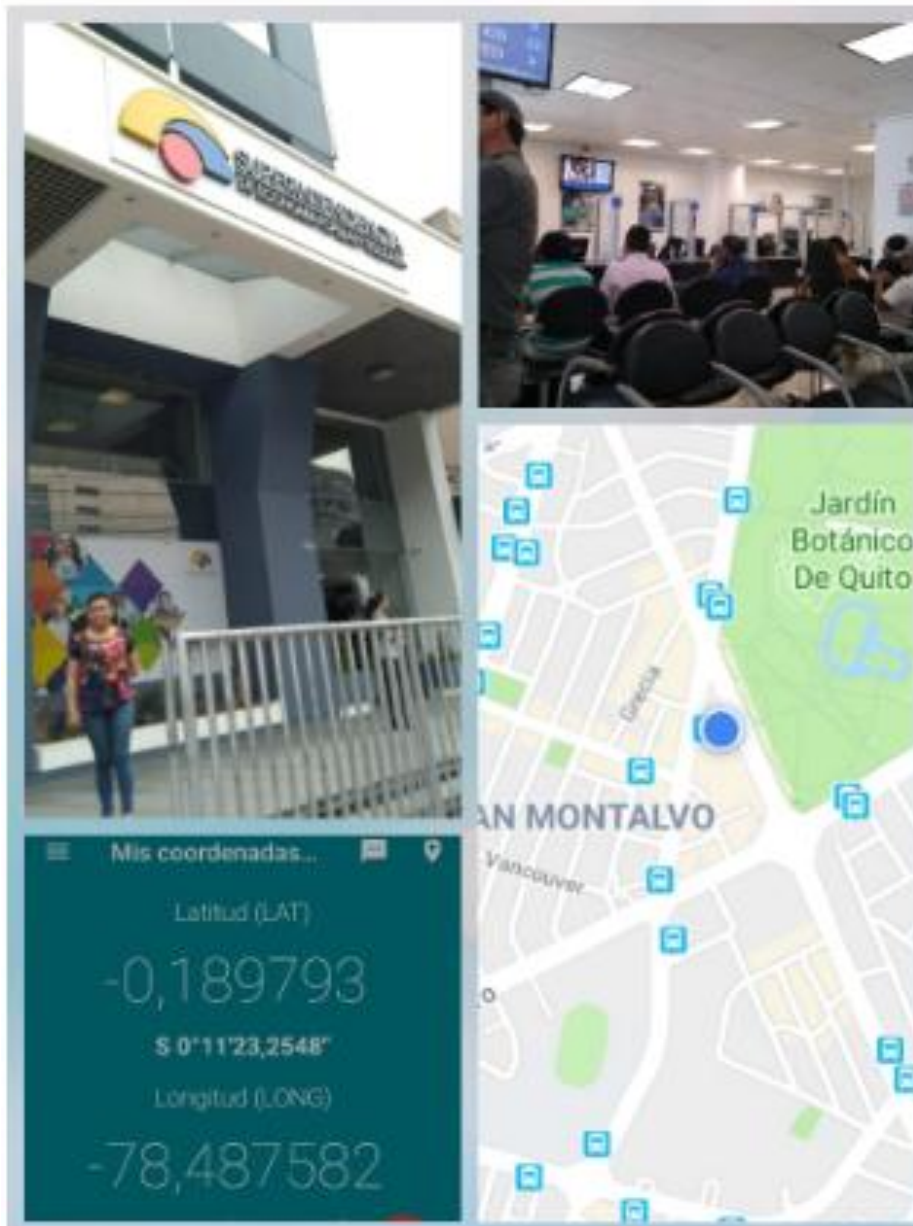 Jardín
Botánico
De Quito
Grecia
AN MONTALVO
Vancouver
o
Mis coordenadas...
Latitud (LAT)
-0,189793
S 0°11'23,2548"
Longitud (LONG)
-78,487582